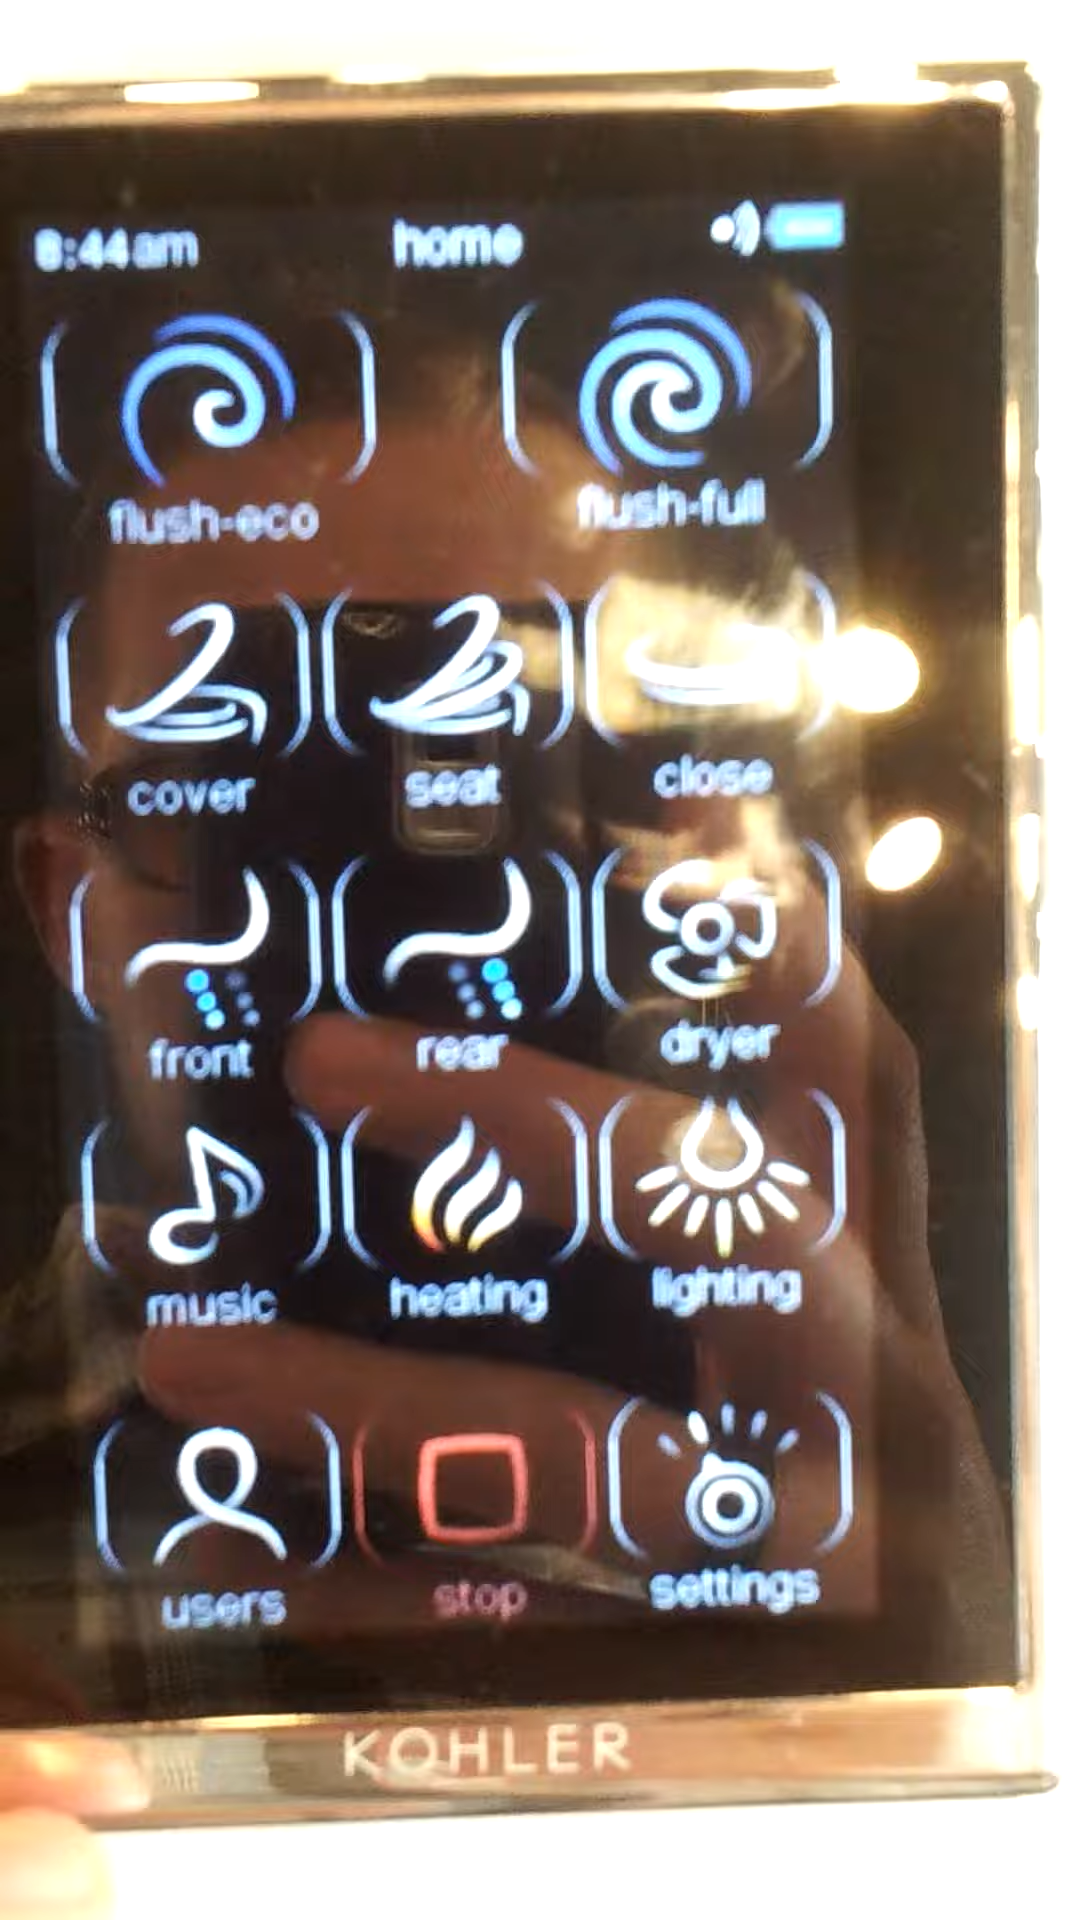 8:44am home
flush-eco flush-full
cover seat close
front rear dryer
music heating lighting
users stop settings
KOHLER